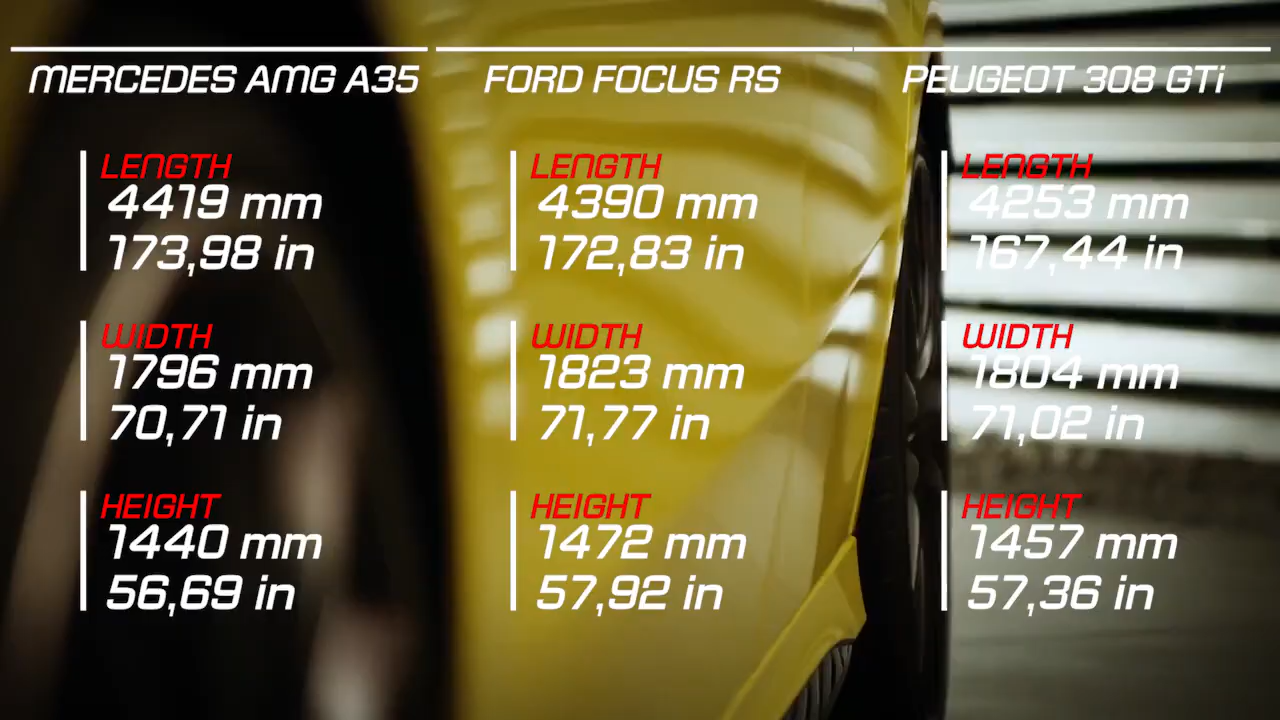 MERCEDES AMG A35
LENGTH
4419 mm
173,98 in
WIDTH
1796 mm
70,71 in
HEIGHT
1440 mm
56,69 in
FORD FOCUS RS
LENGTH
4390 mm
172,83 in
WIDTH
1823 mm
71,77 in
HEIGHT
1472 mm
57,92 in
PEUGEOT 308 GTi
LENGTH
4253 mm
167,44 in
WIDTH
1804 mm
71,02 in
HEIGHT
1457 mm
57,36 in